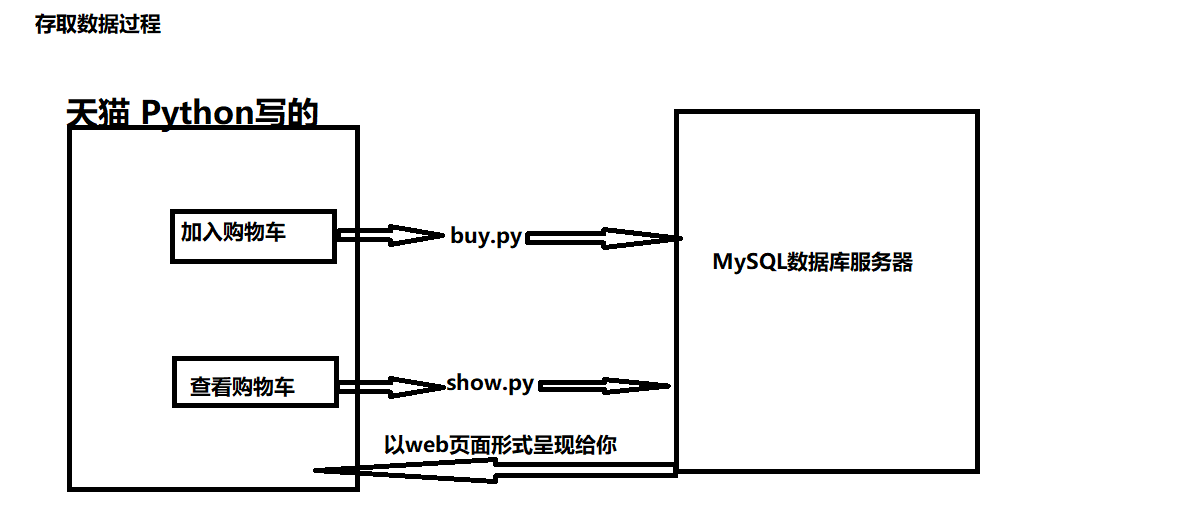 存取数据过程
天猫 Python写的
加入购物车
buy.py
MySQL数据库服务器
查看购物车
show.py
以web页面形式呈现给你